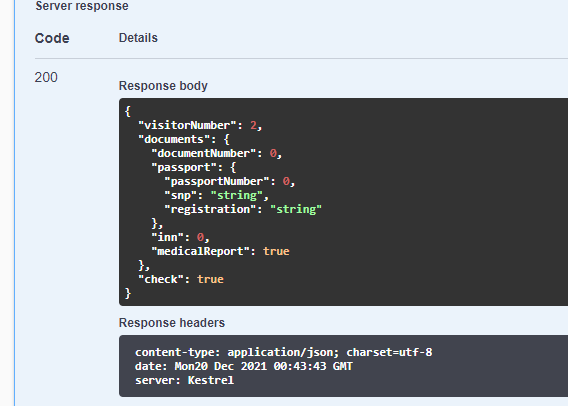 Server response
Code Details
200
Response body
{
  "visitorNumber": 2,
  "documents": {
    "documentNumber": 0,
    "passport": {
      "passportNumber": 0,
      "snp": "string",
      "registration": "string"
    },
    "inn": 0,
    "medicalReport": true
  },
  "check": true
}
Response headers
content-type: application/json; charset=utf-8
date: Mon20 Dec 2021 00:43:43 GMT
server: Kestrel